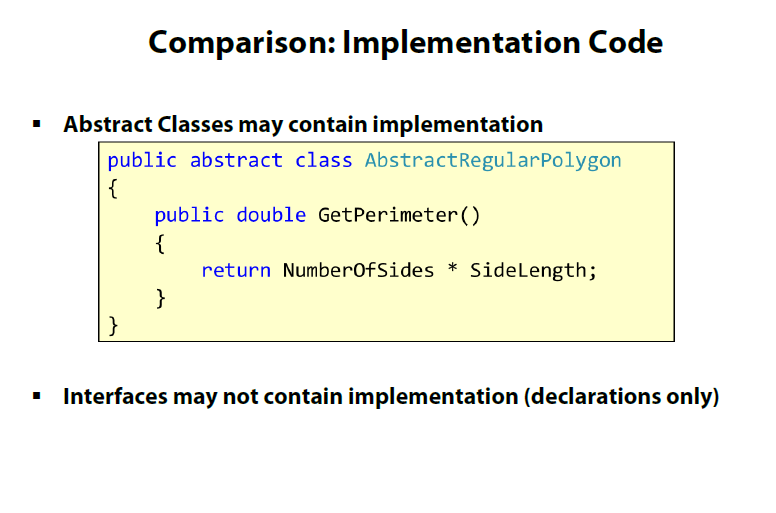 Comparison: Implementation Code
▪ Abstract Classes may contain implementation
public abstract class AbstractRegularPolygon
{
    public double GetPerimeter()
    {
        return NumberOfSides * SideLength;
    }
}
▪ Interfaces may not contain implementation (declarations only)